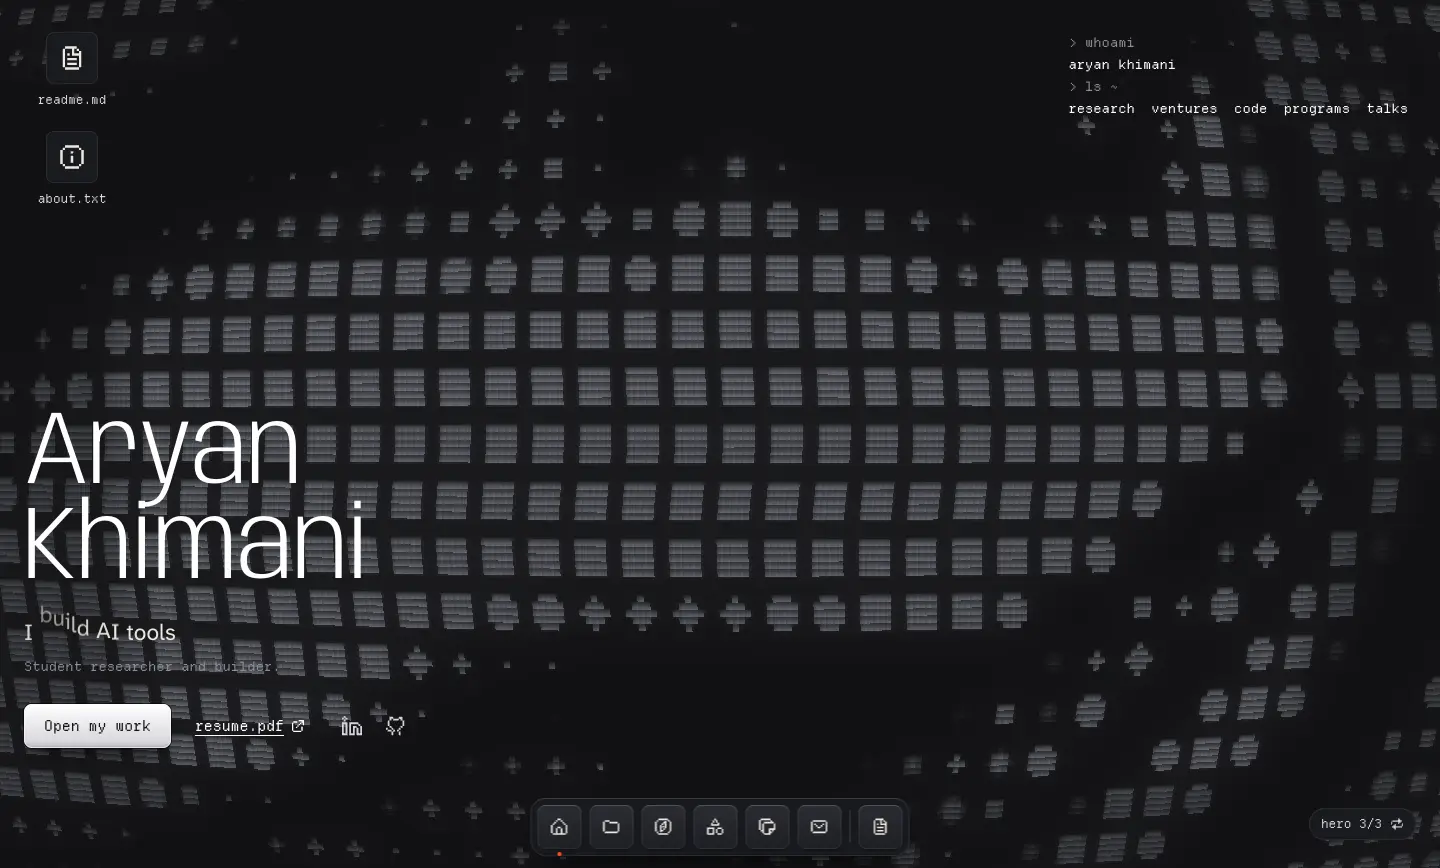 readme.md
about.txt
> whoami
aryan khimani
> ls ~
research ventures code programs talks
Aryan
Khimani
I build AI tools
Student researcher and builder.
Open my work
resume.pdf
hero 3/3